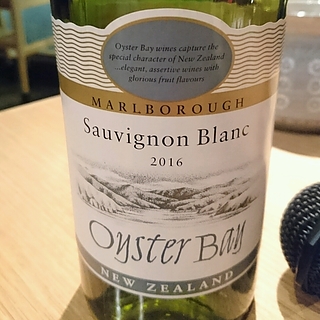 Oyster Bay wines capture the
special character of New Zealand
...elegant, assertive wines with
glorious fruit flavours
MARLBOROUGH
Sauvignon Blanc
2016
Oyster Bay
NEW ZEALAND